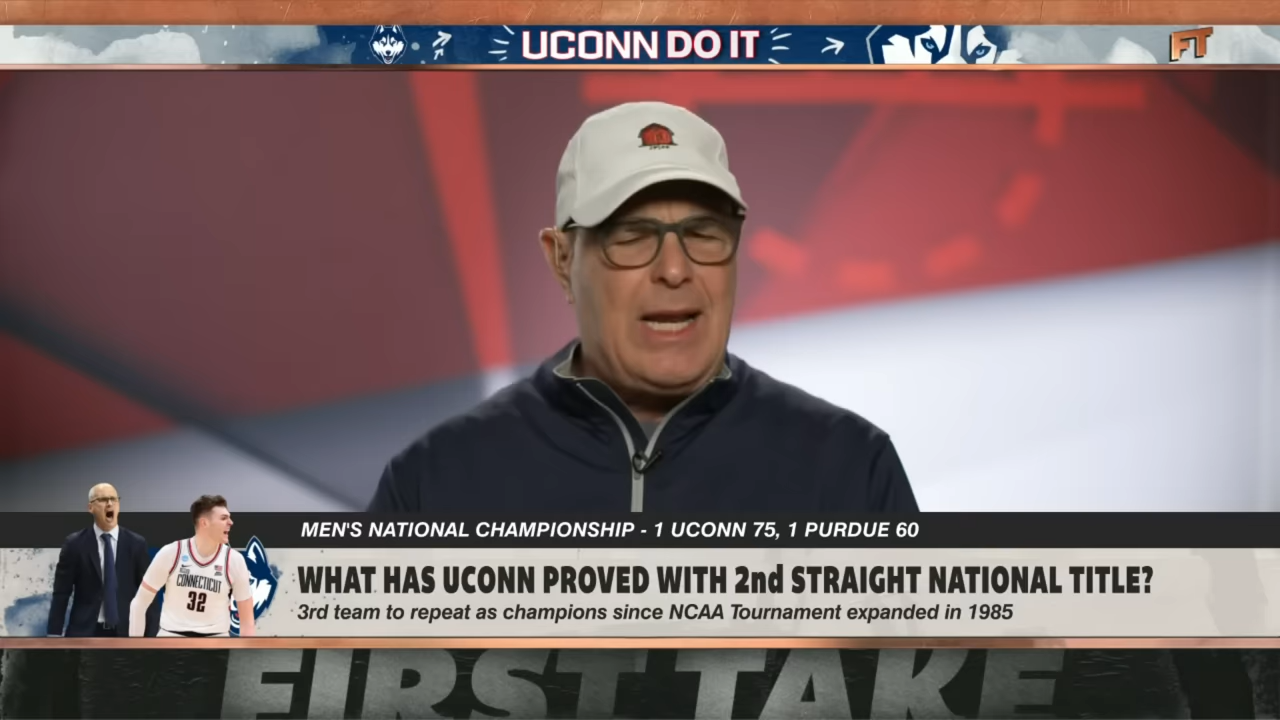 UCONN DO IT
FT
MEN'S NATIONAL CHAMPIONSHIP - 1 UCONN 75, 1 PURDUE 60
WHAT HAS UCONN PROVED WITH 2nd STRAIGHT NATIONAL TITLE?
3rd team to repeat as champions since NCAA Tournament expanded in 1985
CONNECTICUT
32
FIRST TAKE